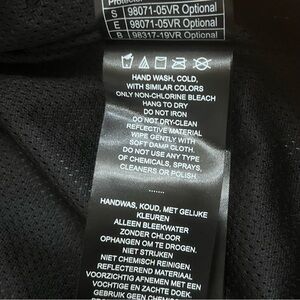 S 98071-05VR Optional
E 98071-05VR Optional
B 98317-19VR Optional
HAND WASH, COLD,
WITH SIMILAR COLORS
ONLY NON-CHLORINE BLEACH
HANG TO DRY
DO NOT IRON
DO NOT DRY-CLEAN
REFLECTIVE MATERIAL
WIPE GENTLY WITH
SOFT DAMP CLOTH.
DO NOT USE ANY TYPE
OF CHEMICALS, SPRAYS,
CLEANERS OR POLISH
.......
HANDWAS, KOUD, MET GELIJKE
KLEUREN
ALLEEN BLEEKWATER
ZONDER CHLOOR
OPHANGEN OM TE DROGEN.
NIET STRIJKEN
NIET CHEMISCH REINIGEN.
REFLECTEREND MATERIAAL
VOORZICHTIG AFNEMEN MET EEN
VOCHTIGE EN ZACHTE DOEK.
GEBRUIK GEEN